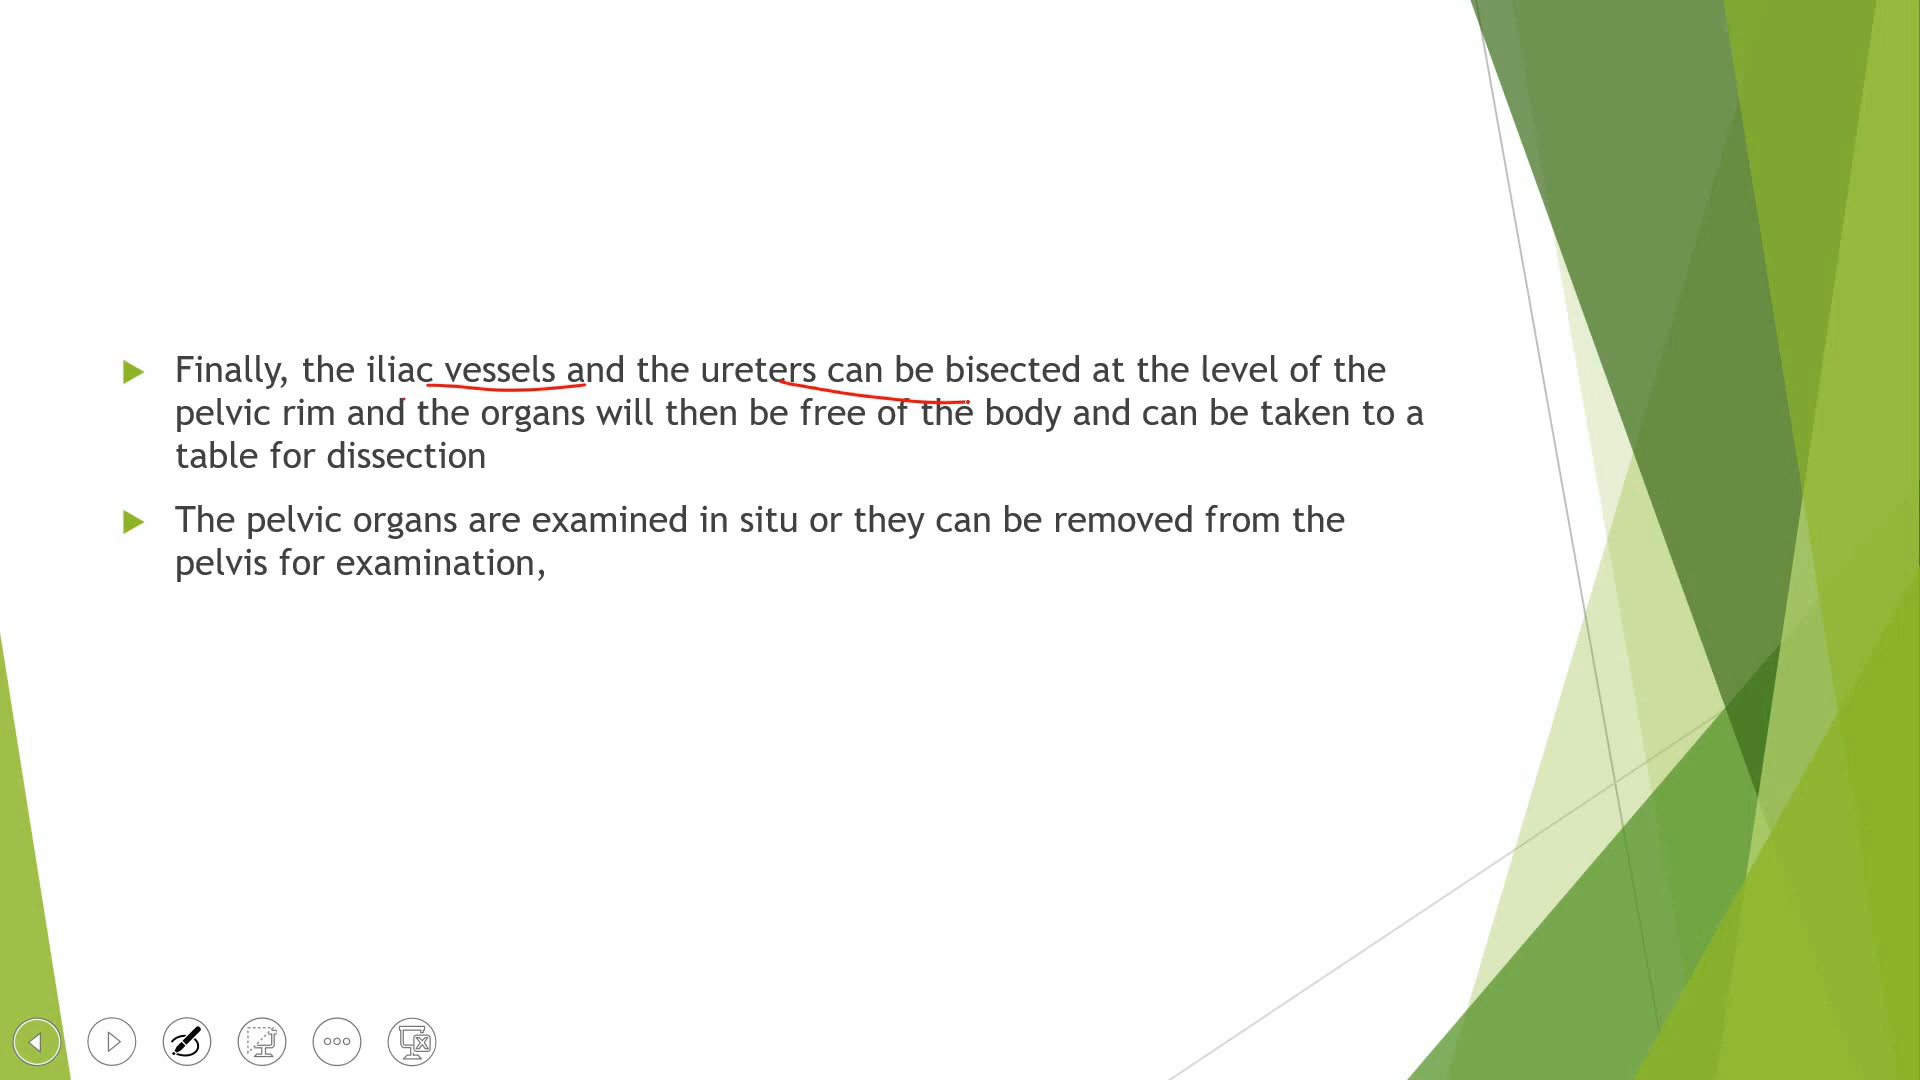 Finally, the iliac vessels and the ureters can be bisected at the level of the
pelvic rim and the organs will then be free of the body and can be taken to a
table for dissection
The pelvic organs are examined in situ or they can be removed from the
pelvis for examination,